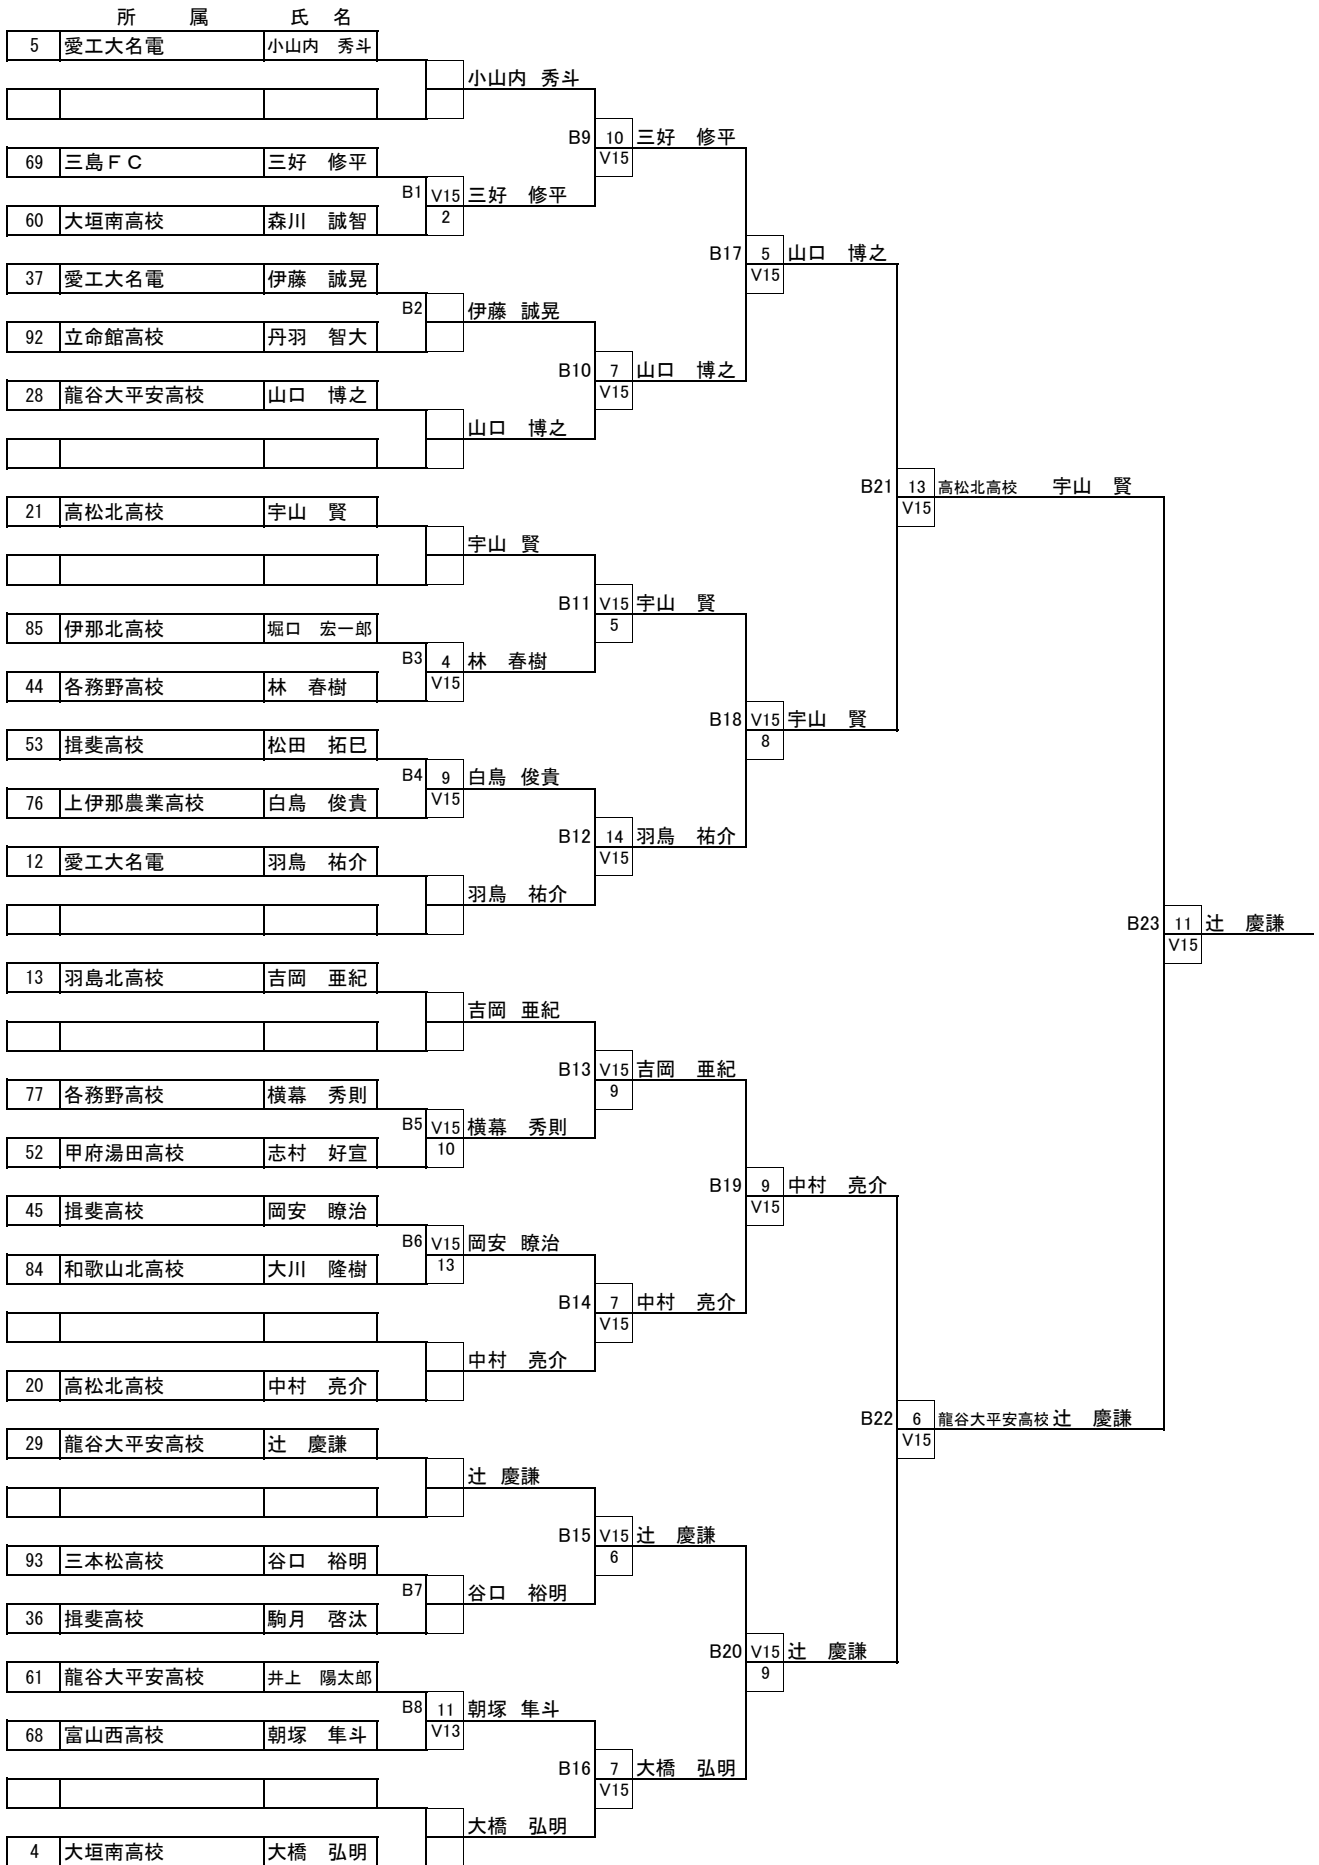 所　属　氏　名
5 愛工大名電 小山内　秀斗
小山内　秀斗
B9 10 三好　修平
V15
69 三島ＦＣ 三好　修平
B1 V15 三好　修平
2
60 大垣南高校 森川　誠智
B17 5 山口　博之
V15
37 愛工大名電 伊藤　誠晃
B2 伊藤　誠晃
92 立命館高校 丹羽　智大
B10 7 山口　博之
V15
28 龍谷大平安高校 山口　博之
山口　博之
B21 13 高松北高校 宇山　賢
V15
21 高松北高校 宇山　賢
宇山　賢
B11 V15 宇山　賢
5
85 伊那北高校 堀口　宏一郎
B3 4 林　春樹
V15
44 各務野高校 林　春樹
B18 V15 宇山　賢
8
53 揖斐高校 松田　拓巳
B4 9 白鳥　俊貴
V15
76 上伊那農業高校 白鳥　俊貴
B12 14 羽鳥　祐介
V15
12 愛工大名電 羽鳥　祐介
羽鳥　祐介
B23 11 辻　慶謙
V15
13 羽島北高校 吉岡　亜紀
吉岡　亜紀
B13 V15 吉岡　亜紀
9
77 各務野高校 横幕　秀則
B5 V15 横幕　秀則
10
52 甲府湯田高校 志村　好宣
B19 9 中村　亮介
V15
45 揖斐高校 岡安　瞭治
B6 V15 岡安　瞭治
13
84 和歌山北高校 大川　隆樹
B14 7 中村　亮介
V15
中村　亮介
20 高松北高校 中村　亮介
B22 6 龍谷大平安高校 辻　慶謙
V15
29 龍谷大平安高校 辻　慶謙
辻　慶謙
B15 V15 辻　慶謙
6
93 三本松高校 谷口　裕明
B7 谷口　裕明
36 揖斐高校 駒月　啓汰
B20 V15 辻　慶謙
9
61 龍谷大平安高校 井上　陽太郎
B8 11 朝塚　隼斗
V13
68 富山西高校 朝塚　隼斗
B16 7 大橋　弘明
V15
大橋　弘明
4 大垣南高校 大橋　弘明